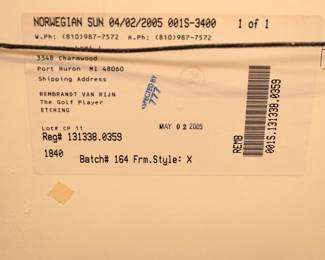 NORWEGIAN SUN 04/02/2005 001S-3400 1 of 1
W.Ph: (810)987-7572 H.Ph: (810)987-7572
3348 Charmwood
Port Huron MI 48060
Shipping Address
REMBRANDT VAN RIJN
The Golf Player
ETCHING
INSPECTED BY
777
Lot# CP 11
MAY 02 2005
Reg# 131338.0359
1840
Batch# 164 Frm.Style: X
REMB
001S.131338.0359